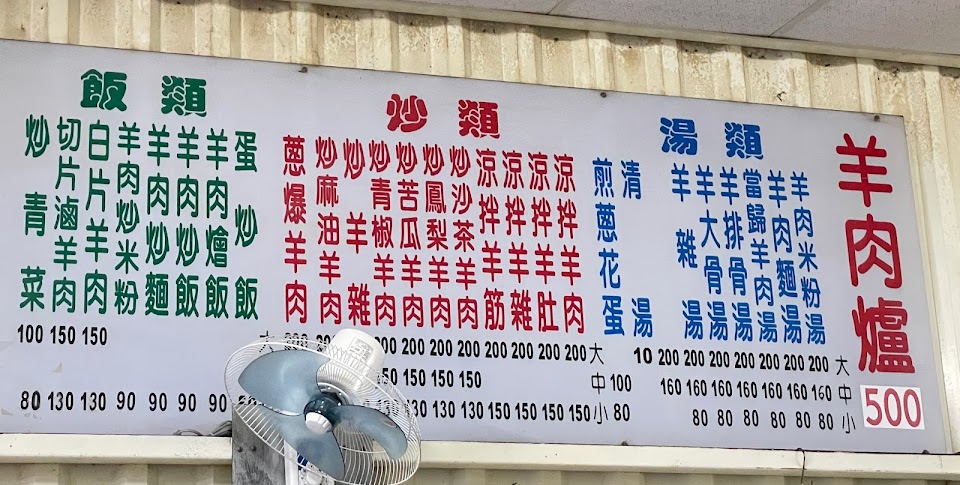 羊肉爐
500
湯類
羊肉米粉湯
羊肉麵湯
當歸羊肉湯
羊排骨湯
羊大骨湯
羊雜湯
清湯
煎蔥花蛋
10 200 200 200 200 200 200 大
160 160 160 160 160 160 中
80 80 80 80 80 小
炒類
涼拌羊肉
涼拌羊肚
涼拌羊雜
涼拌羊筋
炒沙茶羊肉
炒鳳梨羊肉
炒苦瓜羊肉
炒青椒羊肉
炒羊雜
炒麻油羊肉
蔥爆羊肉
200 200 200 200 200 200 200 200 大
150 150 150 中 100
130 130 130 150 150 150 150 小 80
飯類
蛋炒飯
羊肉燴飯
羊肉炒飯
羊肉炒麵
羊肉炒米粉
白片羊肉
切片滷羊肉
炒青菜
100 150 150 大
80 130 130 90 90 90 90